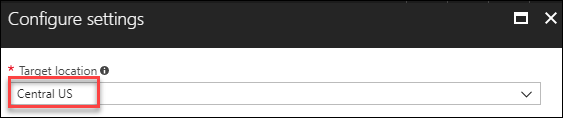 Configure settings
* Target location
Central US